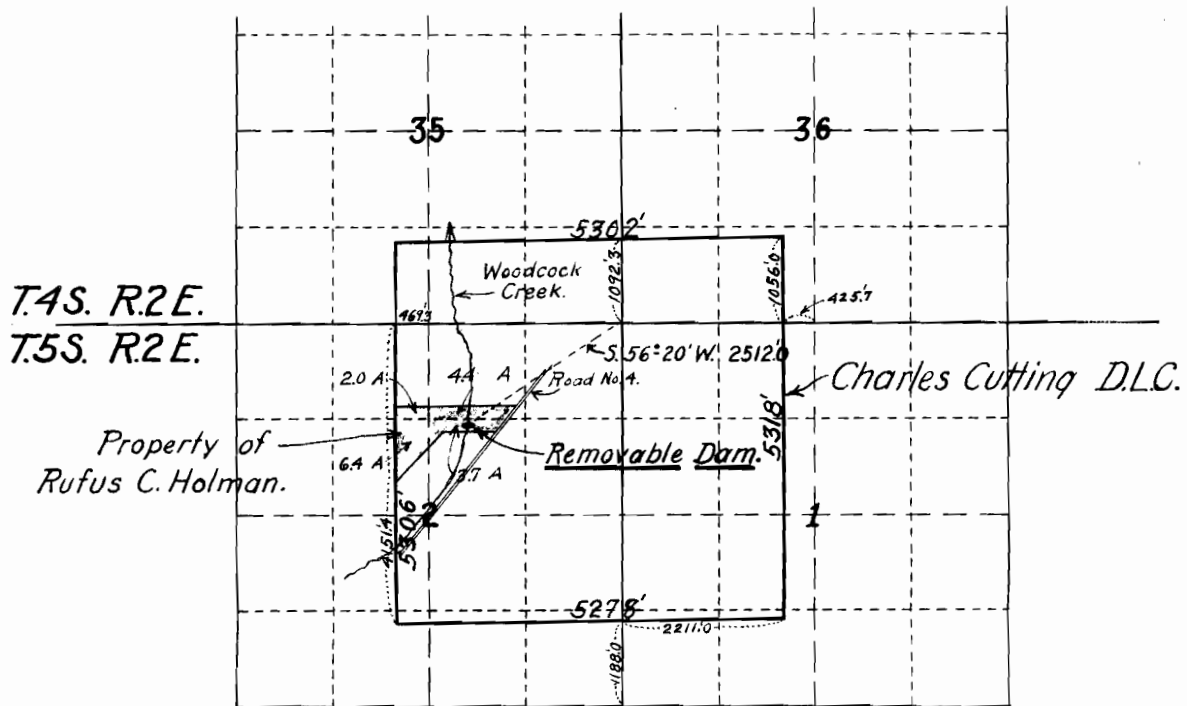 35
36
5302'
1092.3
1056.0
425.7
Woodcock
Creek.
T.4S. R.2E.
469.3
T.5S. R.2E.
S.56°20'W. 2512.0
Road No.4.
2.0 A
4.4 A
Charles Cutting D.L.C.
5318'
Property of
Rufus C. Holman.
6.4 A
3.7 A
Removable Dam.
4151.4
5306'
2
1
5278'
2211.0
1188.0